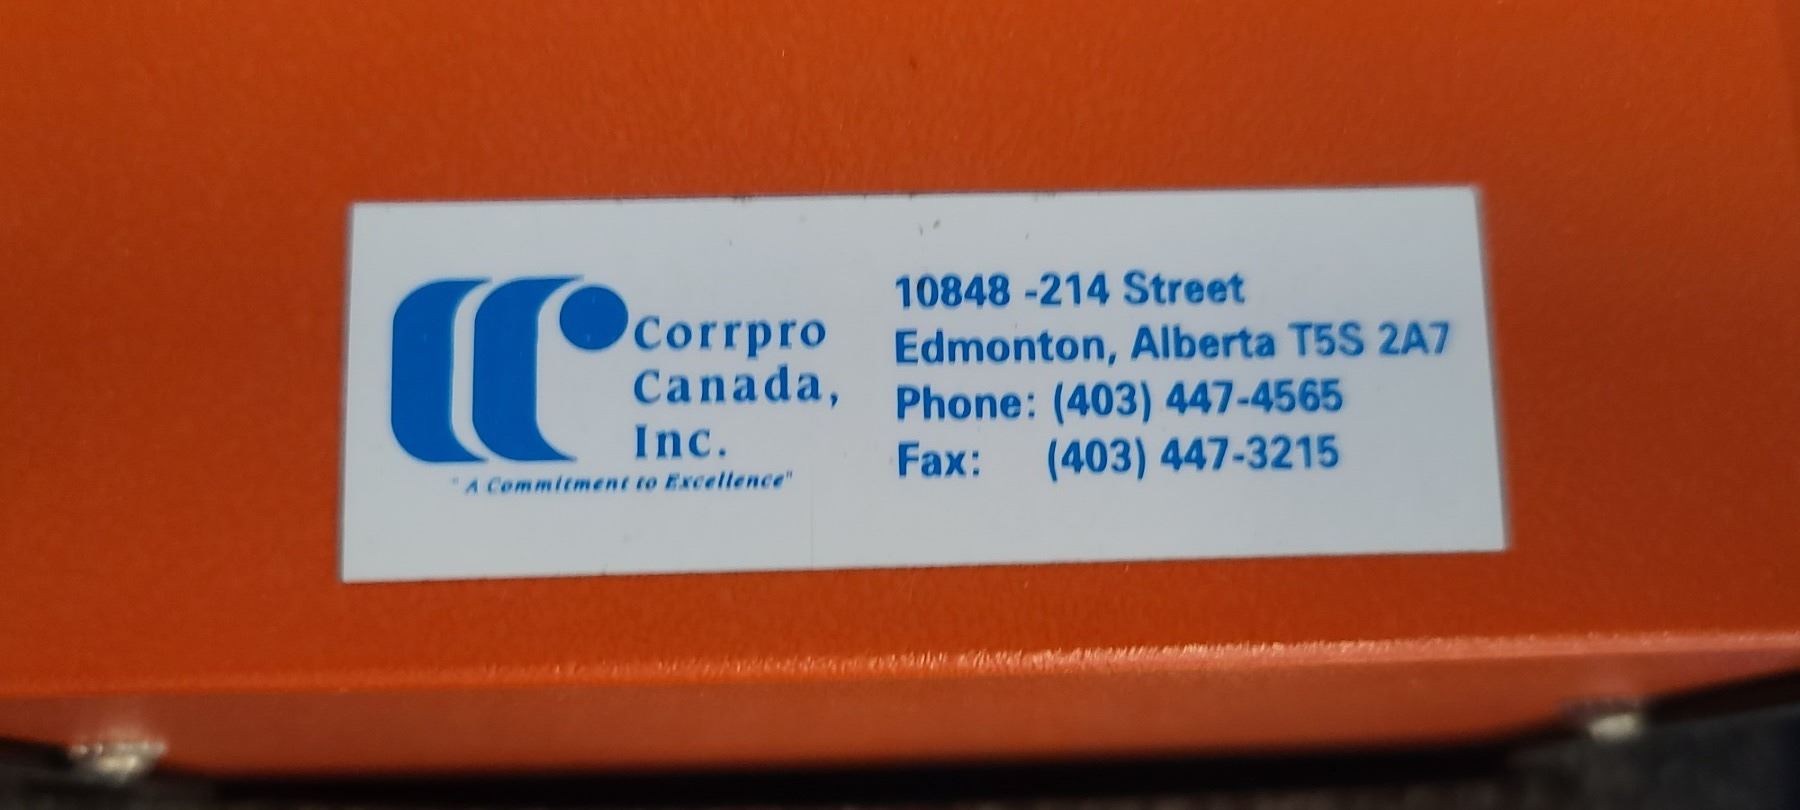 Corrpro
Canada,
Inc.
"A Commitment to Excellence"
10848 -214 Street
Edmonton, Alberta T5S 2A7
Phone: (403) 447-4565
Fax: (403) 447-3215